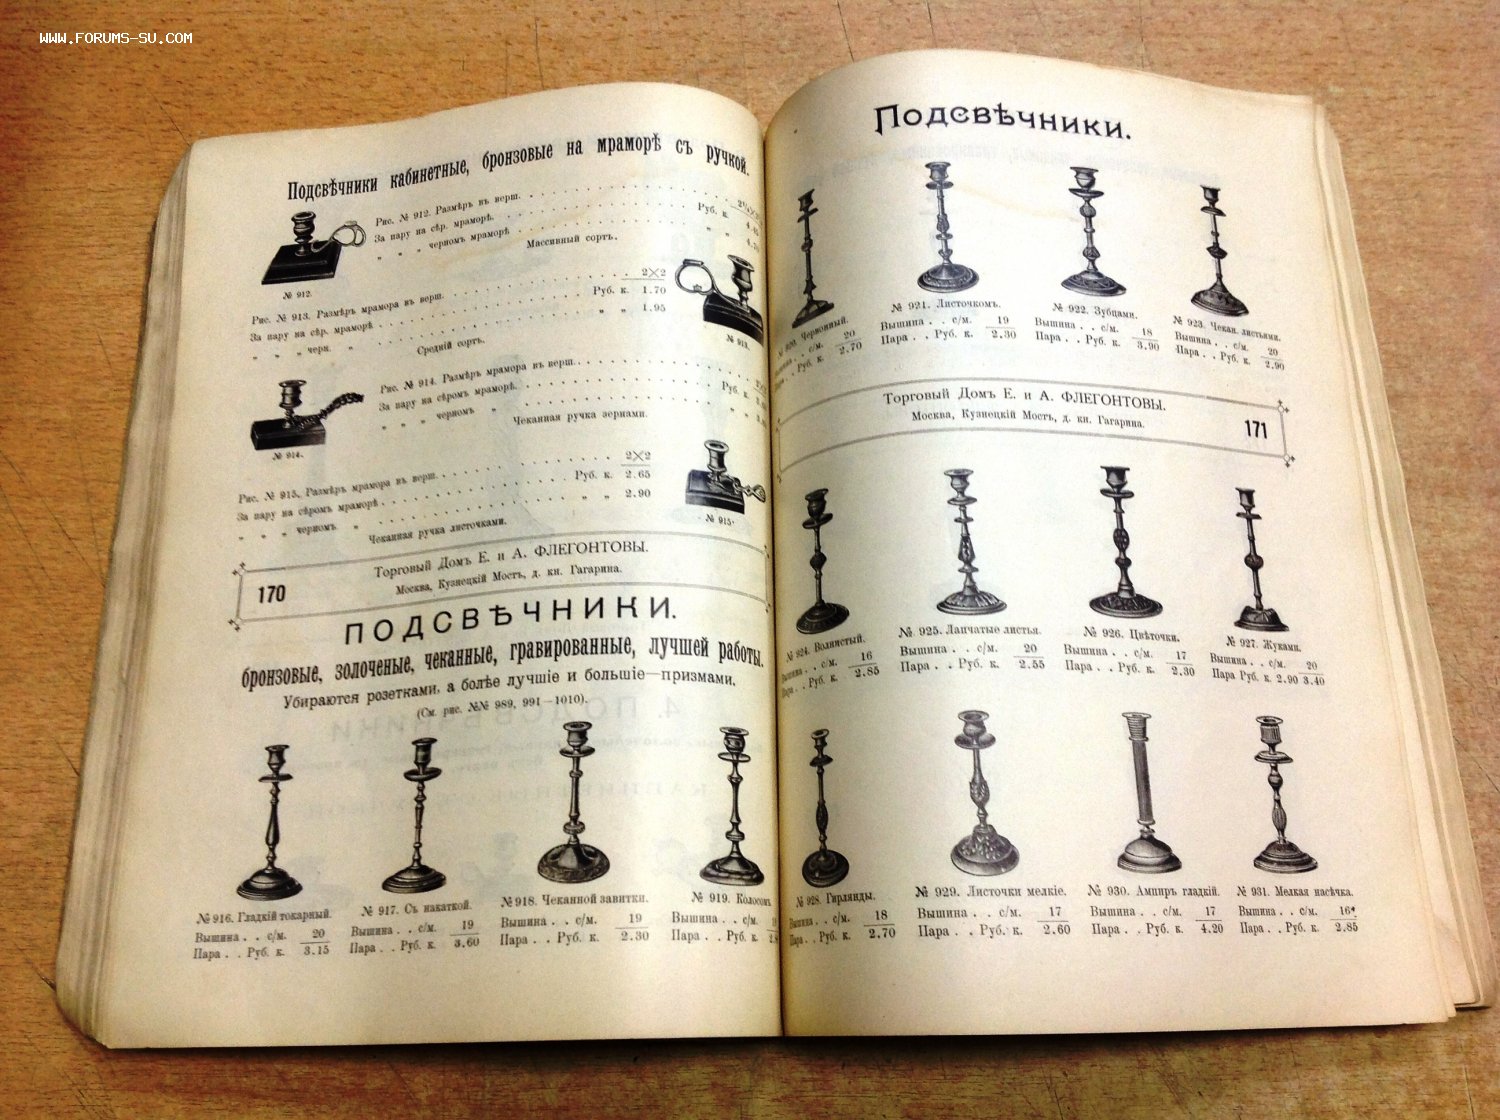 WWW.FORUMS-SU.COM
Подсвѣчники кабинетные, бронзовые на мраморѣ съ ручкой.
Рис. № 912. Размѣръ въ верш.
За пару на сѣр. мраморѣ. Руб. к.
„ „ „ черномъ мраморѣ „ „
Массивный сортъ.
№ 912.
Рис. № 913. Размѣръ мрамора въ верш. 2×2
За пару на сѣр. мраморѣ Руб. к. 1.70
„ „ „ черн. „ „ „ 1.95
Средній сортъ.
№ 913.
Рис. № 914. Размѣръ мрамора въ верш.
За пару на сѣромъ мраморѣ. Руб.
„ „ „ черномъ „ „ „
Чеканная ручка зернами.
№ 914.
Рис. № 915. Размѣръ мрамора въ верш. 2×2
За пару на сѣромъ мраморѣ Руб. к. 2.65
„ „ „ черномъ „ „ „ 2.90
Чеканная ручка листочками.
№ 915.
Торговый Домъ Е. и А. ФЛЕГОНТОВЫ.
170 Москва, Кузнецкій Мостъ, д. кн. Гагарина.
ПОДСВѢЧНИКИ.
бронзовые, золоченые, чеканные, гравированные, лучшей работы.
Убираются розетками, а болѣе лучшіе и большіе—призмами.
(См. рис. №№ 989, 991—1010).
№ 916. Гладкій токарный. № 917. Съ накаткой. № 918. Чеканной завитки. № 919. Колосомъ
Вышина . . с/м. 20 Вышина . . с/м. 19 Вышина . . с/м. 19 Вышина . . с/м.
Пара . . Руб. к. 3.15 Пара . . Руб. к. 3.60 Пара . . Руб. к. 2.30 Пара . . Руб. к.
Подсвѣчники.
№ 920. Червонный. № 921. Листочкомъ. № 922. Зубцами. № 923. Чекан. листьями.
Вышина . . с/м. 20 Вышина . . с/м. 19 Вышина . . с/м. 18 Вышина . . с/м. 20
Пара . . Руб. к. 2.70 Пара . . Руб. к. 2.30 Пара . . Руб. к. 3.90 Пара . . Руб. к. 2.90
Торговый Домъ Е. и А. ФЛЕГОНТОВЫ.
Москва, Кузнецкій Мостъ, д. кн. Гагарина. 171
№ 924. Волнистый. № 925. Лапчатые листья. № 926. Цвѣточки. № 927. Жуками.
Вышина . . с/м. 16 Вышина . . с/м. 20 Вышина . . с/м. 17 Вышина . . с/м. 20
Пара . . Руб. к. 2.85 Пара . . Руб. к. 2.55 Пара . . Руб. к. 2.30 Пара . . Руб. к 2.90 3.40
№ 928. Гирлянды. № 929. Листочки мелкіе. № 930. Ампиръ гладкій. № 931. Мелкая насѣчка.
Вышина . . с/м. 18 Вышина . . с/м. 17 Вышина . . с/м. 17 Вышина . . с/м. 16
Пара . . Руб. к. 2.70 Пара . . Руб. к. 2.60 Пара . . Руб. к. 4.20 Пара . . Руб. к. 2.85